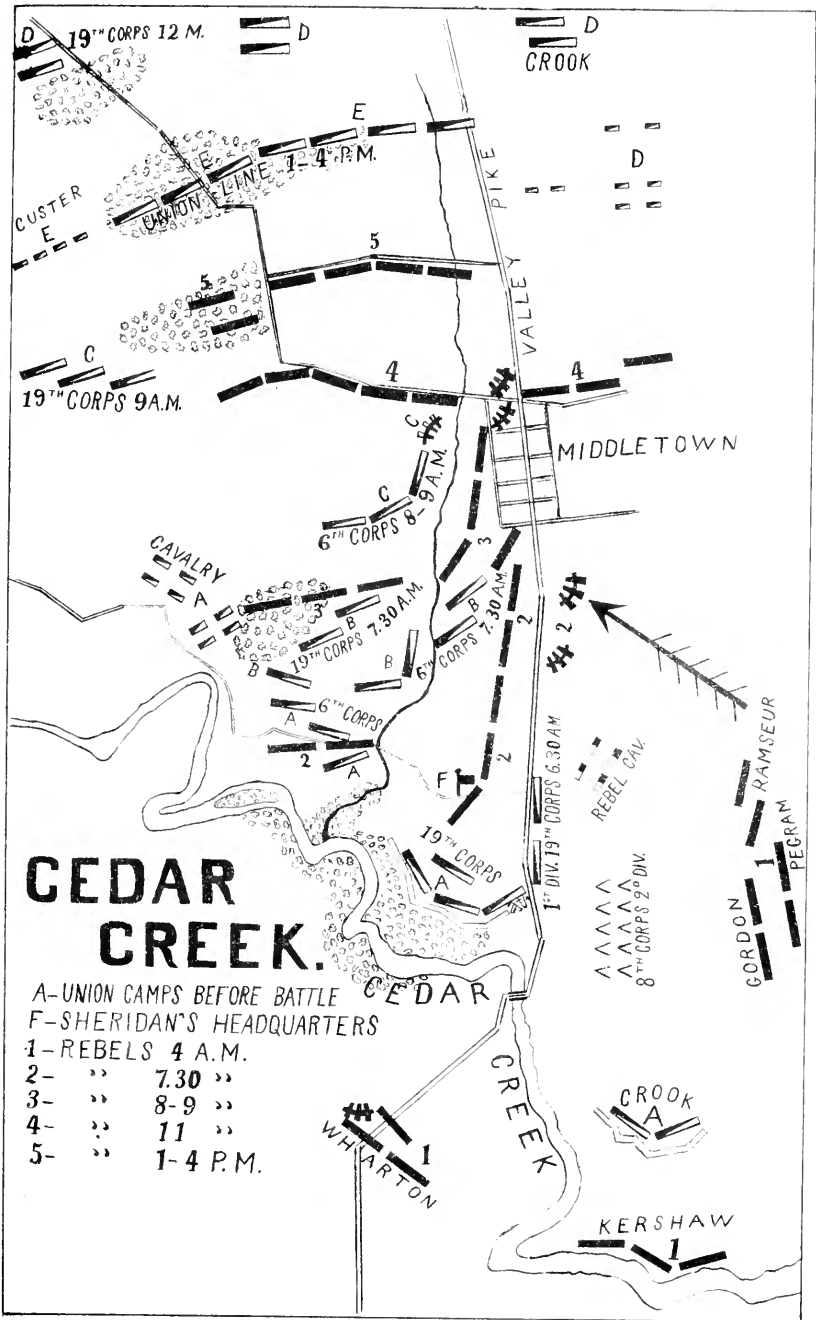 D
19TH CORPS 12 M.
D
D
CROOK
E
E
UNION LINE 1-4 P.M.
D
CUSTER
E
VALLEY PIKE
5
5
C
19TH CORPS 9 A.M.
4
4
MIDDLETOWN
C
C
6TH CORPS 8-9 A.M.
3
CAVALRY
A
3
B
19TH CORPS 7.30 A.M.
B
6TH CORPS 7.30 A.M.
2
2
B
B
6TH CORPS
A
2
A
F
2
1ST DIV. 19TH CORPS 6.30 AM
REBEL CAV.
RAMSEUR
19TH CORPS
A
8TH CORPS 2D DIV.
GORDON
1
PEGRAM
CEDAR
CREEK.
CEDAR CREEK
A-UNION CAMPS BEFORE BATTLE
F-SHERIDAN'S HEADQUARTERS
1-REBELS 4 A.M.
2- ,, 7.30 ,,
3- ,, 8-9 ,,
4- ,, 11 ,,
5- ,, 1-4 P.M.
WHARTON
1
CROOK
A
KERSHAW
1